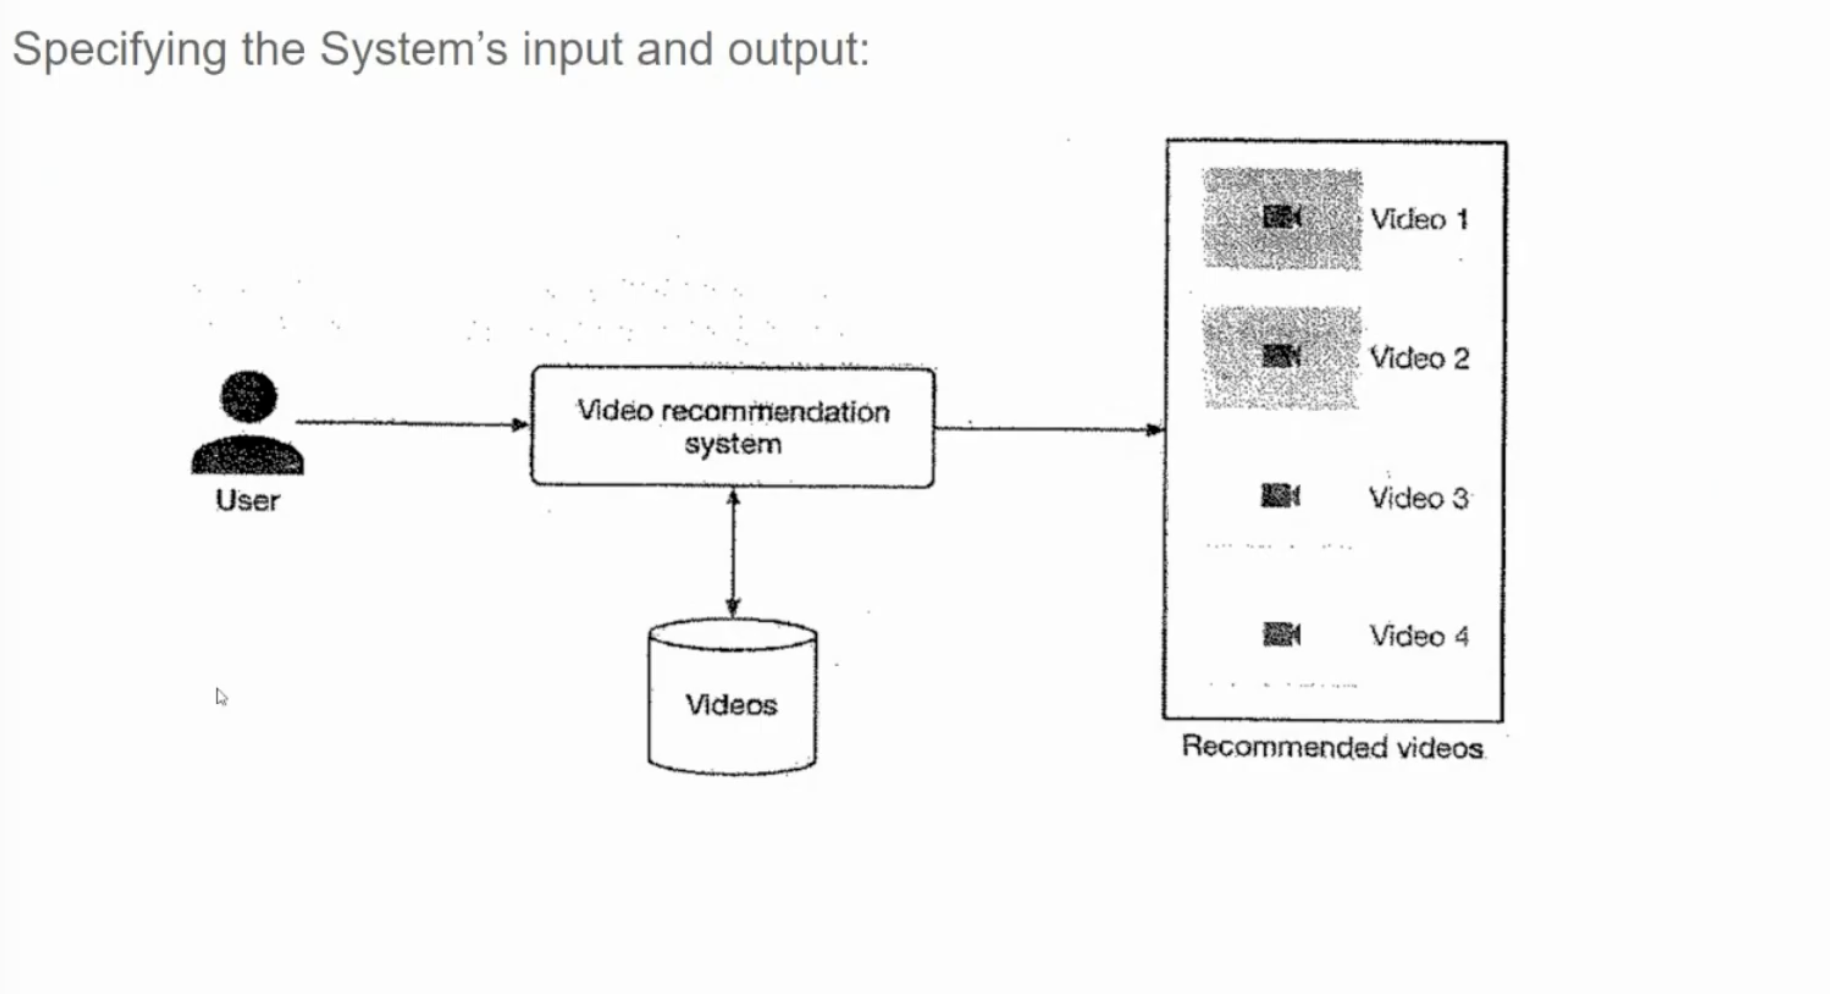 Specifying the System's input and output:
Video 1
Video 2
Video recommendation
system
User
Video 3
Video 4
Videos
Recommended videos